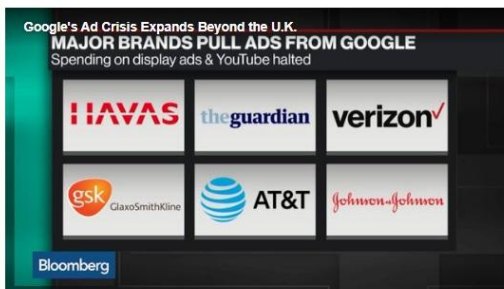 Google's Ad Crisis Expands Beyond the U.K.
MAJOR BRANDS PULL ADS FROM GOOGLE
Spending on display ads & YouTube halted
HAVAS
theguardian
verizon
gsk
GlaxoSmithKline
AT&T
Johnson & Johnson
Bloomberg